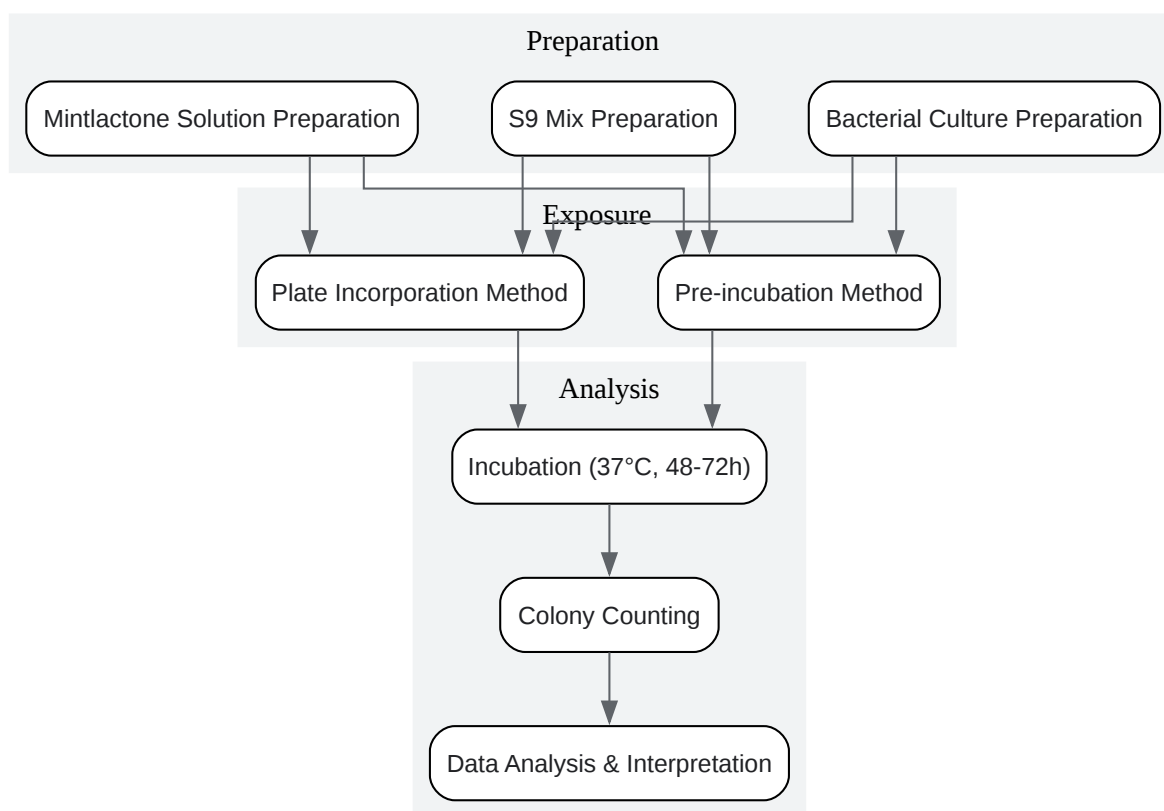 Preparation
Mintlactone Solution Preparation
S9 Mix Preparation
Bacterial Culture Preparation
Exposure
Plate Incorporation Method
Pre-incubation Method
Analysis
Incubation (37°C, 48-72h)
Colony Counting
Data Analysis & Interpretation